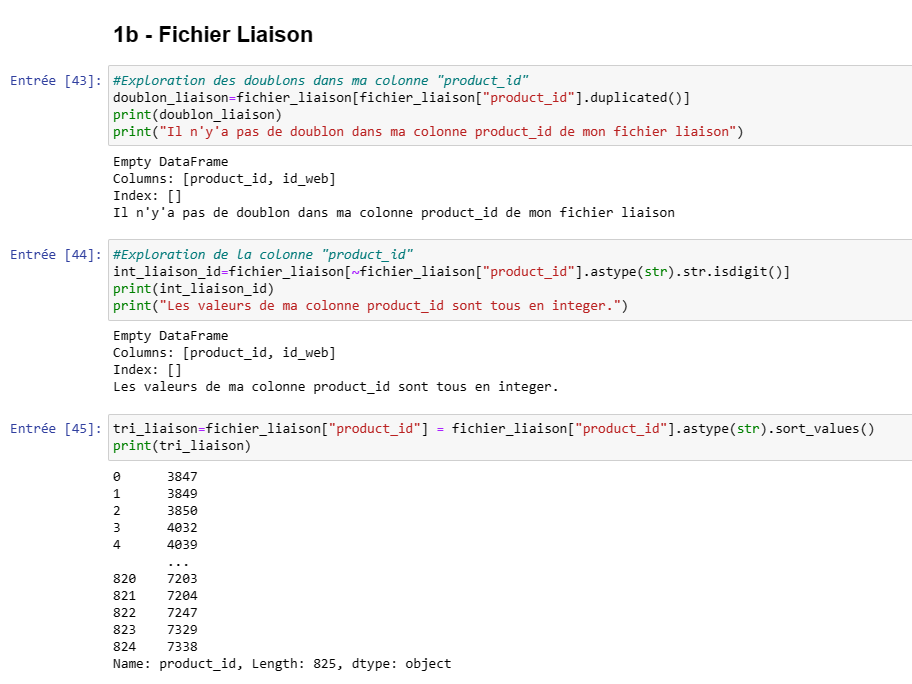 1b - Fichier Liaison
Entrée [43]: #Exploration des doublons dans ma colonne "product_id"
doublon_liaison=fichier_liaison[fichier_liaison["product_id"].duplicated()]
print(doublon_liaison)
print("Il n'y'a pas de doublon dans ma colonne product_id de mon fichier liaison")
Empty DataFrame
Columns: [product_id, id_web]
Index: []
Il n'y'a pas de doublon dans ma colonne product_id de mon fichier liaison
Entrée [44]: #Exploration de la colonne "product_id"
int_liaison_id=fichier_liaison[~fichier_liaison["product_id"].astype(str).str.isdigit()]
print(int_liaison_id)
print("Les valeurs de ma colonne product_id sont tous en integer.")
Empty DataFrame
Columns: [product_id, id_web]
Index: []
Les valeurs de ma colonne product_id sont tous en integer.
Entrée [45]: tri_liaison=fichier_liaison["product_id"] = fichier_liaison["product_id"].astype(str).sort_values()
print(tri_liaison)
0      3847
1      3849
2      3850
3      4032
4      4039
       ...
820    7203
821    7204
822    7247
823    7329
824    7338
Name: product_id, Length: 825, dtype: object